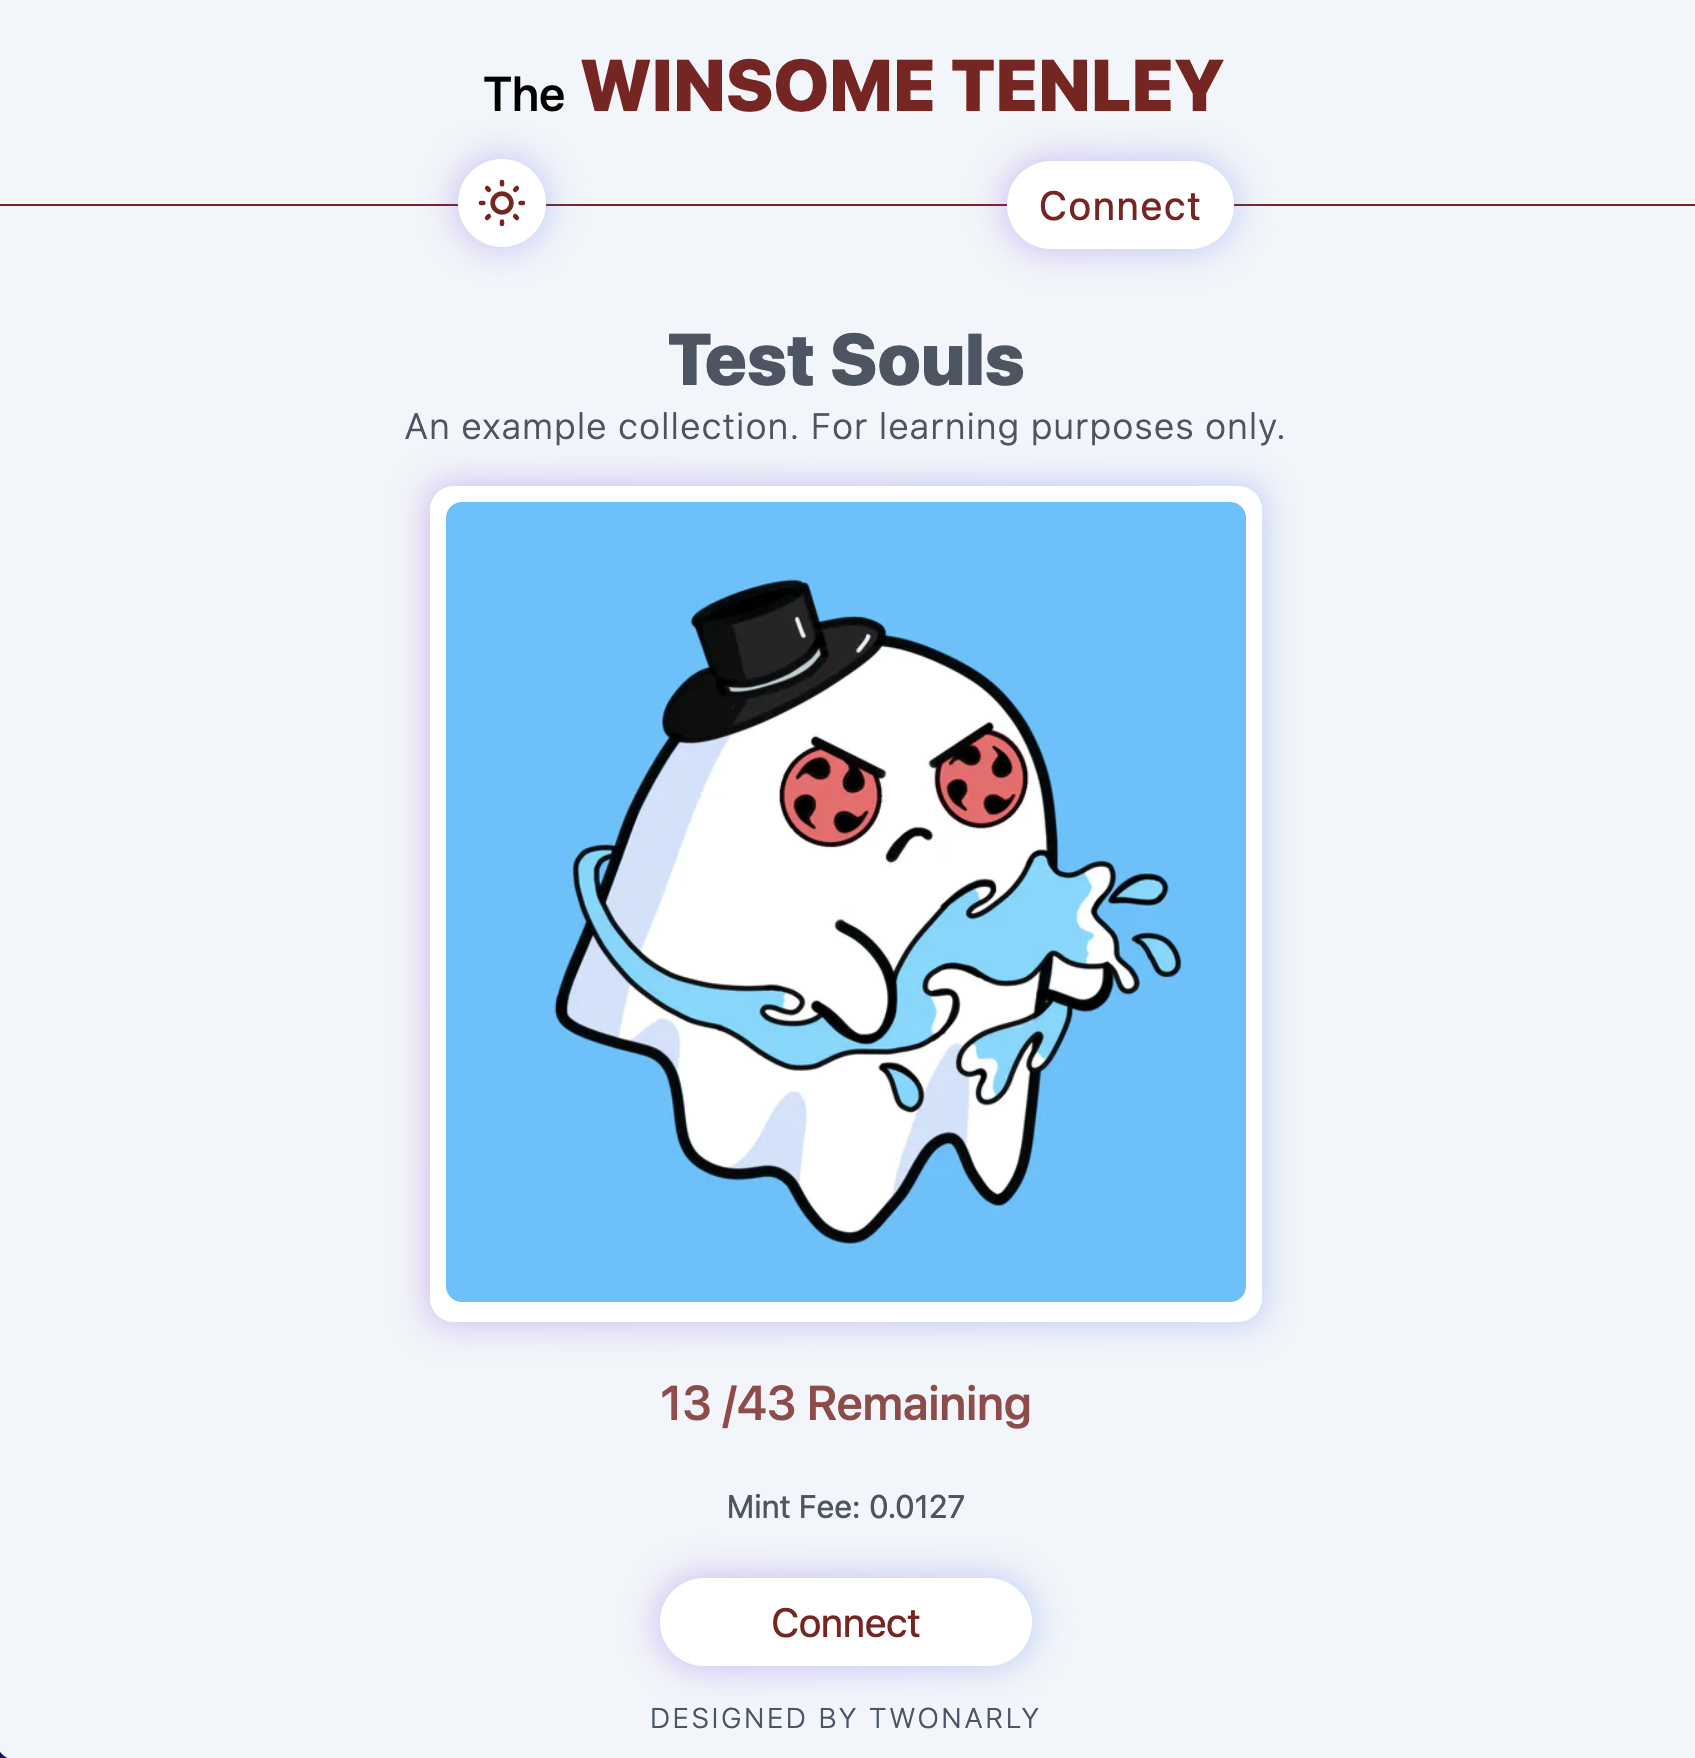 The WINSOME TENLEY
Connect
Test Souls
An example collection. For learning purposes only.
13 /43 Remaining
Mint Fee: 0.0127
Connect
DESIGNED BY TWONARLY